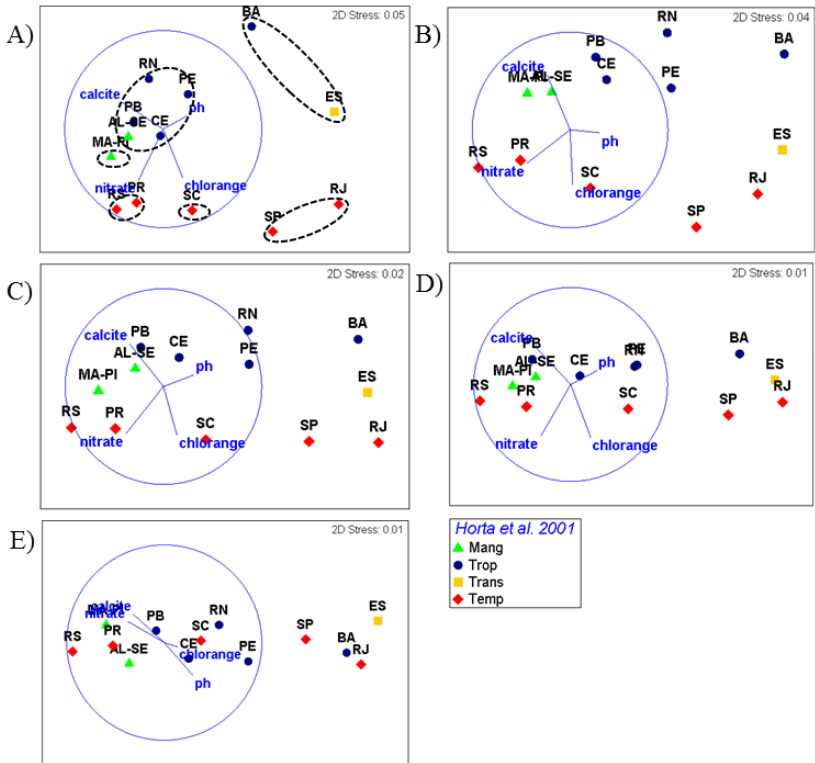 A)
2D Stress: 0.05
BA
RN
PE
calcite
ES
PB
ph
AL-SE
CE
MA-PI
nitrate
chlorange
RS
PR
SC
RJ
SP
B)
2D Stress: 0.04
RN
BA
PB
calcite
CE
AL-SE
PE
ph
ES
RS
PR
nitrate
SC
chlorange
RJ
SP
C)
2D Stress: 0.02
RN
BA
PB
calcite
CE
AL-SE
PE
ph
MA-PI
ES
RS
PR
SC
SP
RJ
nitrate
chlorange
D)
2D Stress: 0.01
calcite
PB
BA
PE
RN
AL-SE
CE
ph
MA-PI
ES
RS
PR
SC
SP
RJ
nitrate
chlorange
E)
2D Stress: 0.01
calcite
nitrate
PB
RN
ES
RS
PR
SC
SP
AL-SE
CE
chlorange
PE
BA
RJ
ph
Horta et al. 2001
Mang
Trop
Trans
Temp